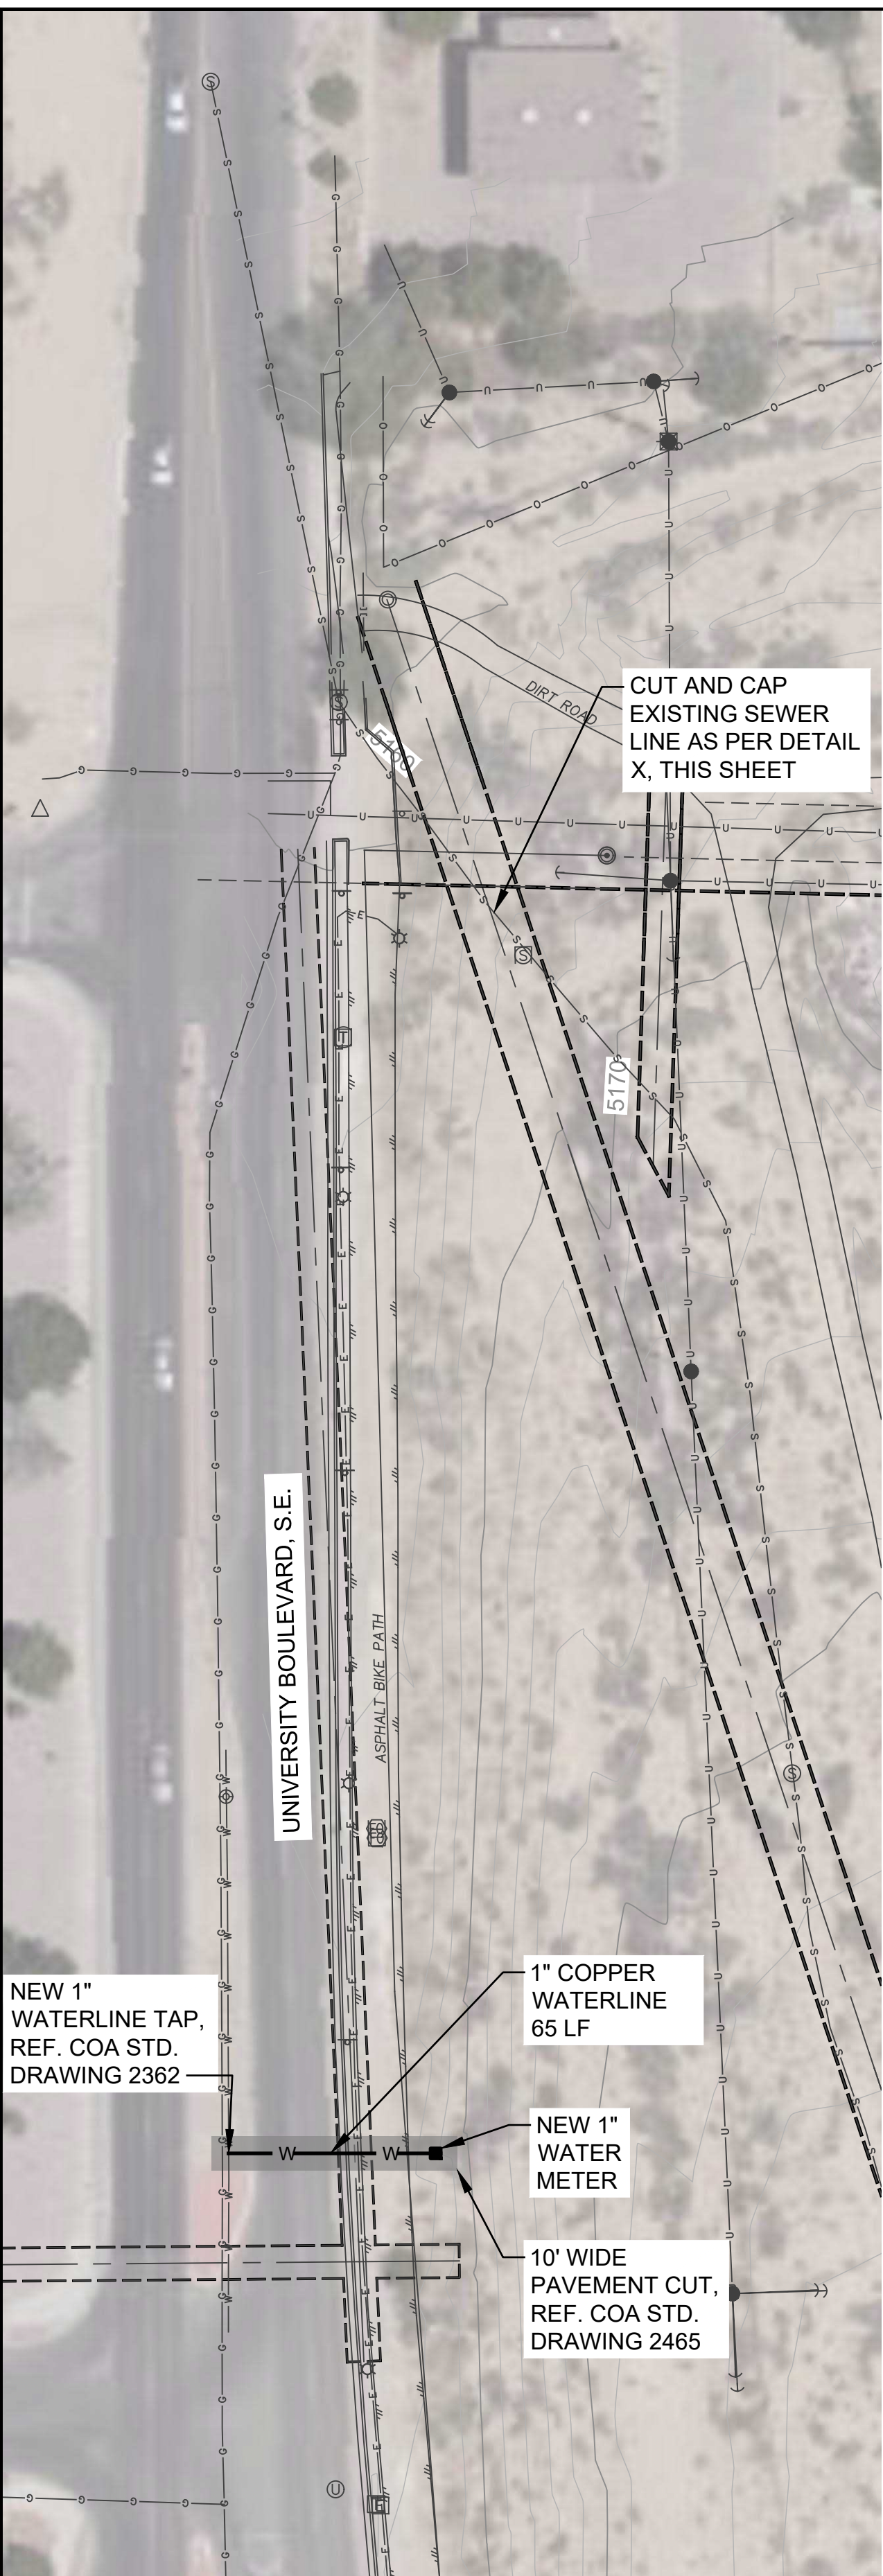 DIRT ROAD
CUT AND CAP
EXISTING SEWER
LINE AS PER DETAIL
X, THIS SHEET
5160
5170
UNIVERSITY BOULEVARD, S.E.
ASPHALT BIKE PATH
NEW 1"
WATERLINE TAP,
REF. COA STD.
DRAWING 2362
1" COPPER
WATERLINE
65 LF
W W
NEW 1"
WATER
METER
10' WIDE
PAVEMENT CUT,
REF. COA STD.
DRAWING 2465